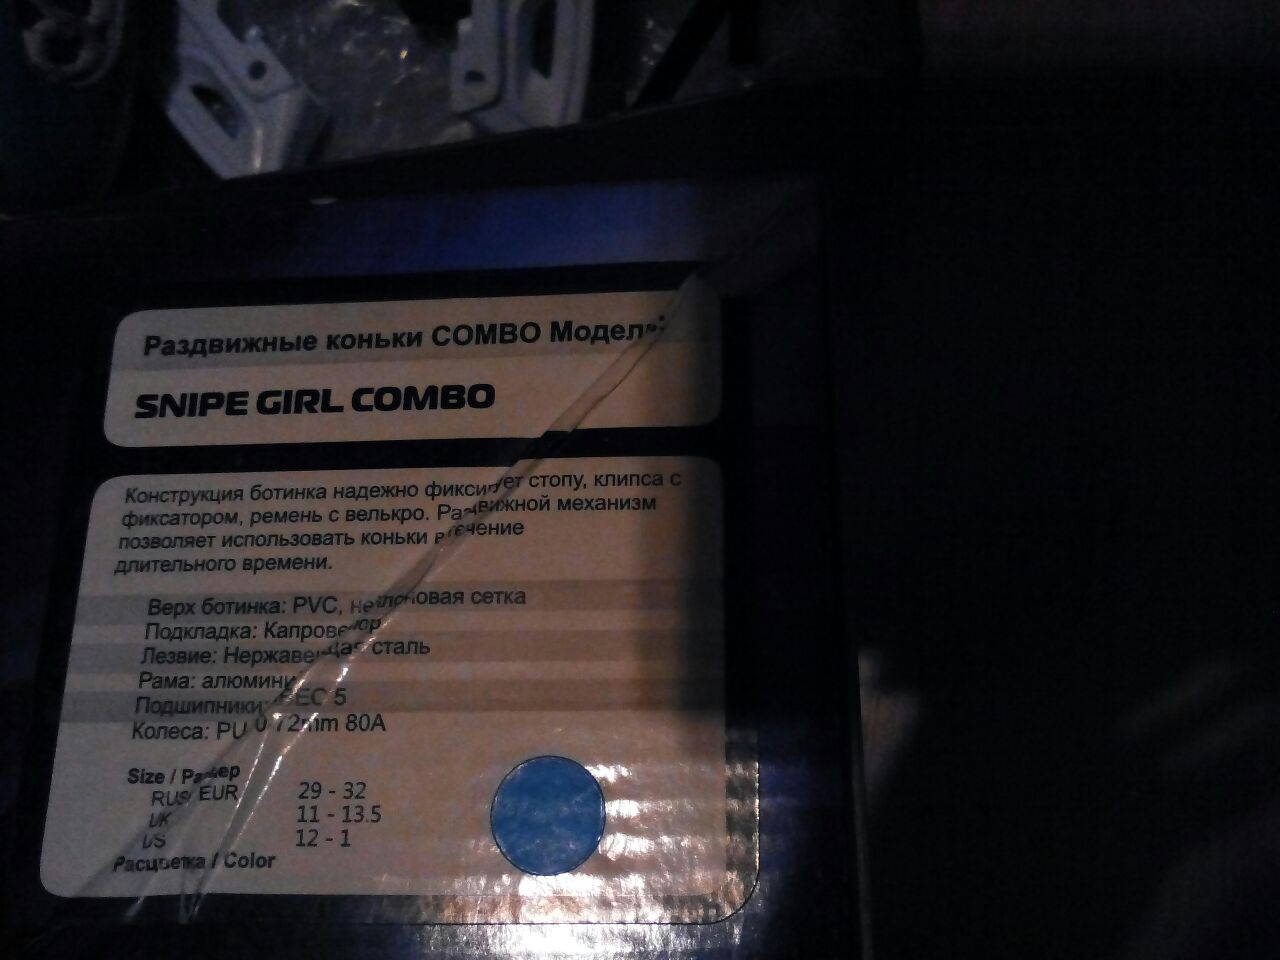 Раздвижные коньки COMBO Модель:
SNIPE GIRL COMBO
Конструкция ботинка надежно фиксирует стопу, клипса с
фиксатором, ремень с велькро. Раздвижной механизм
позволяет использовать коньки в течение
длительного времени.
Верх ботинка: PVC, нейлоновая сетка
Подкладка:
Лезвие: Нержавеющая сталь
Рама: алюмини
Подшипники: ABEC 5
Колеса: PU 72mm 80A
Size / Размер
RUS EUR 29 - 32
UK 11 - 13.5
US 12 - 1
Расцветка / Color